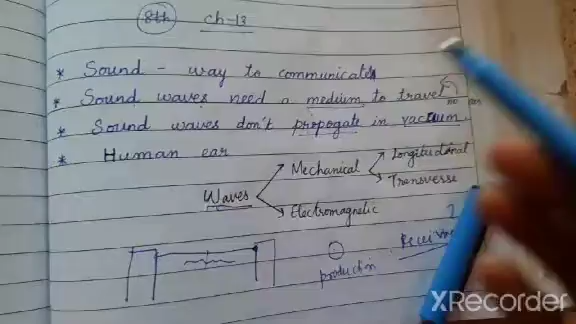 8th ch-13
* Sound - way to communicate
* Sound waves need a medium to travel
* Sound waves don't propogate in vacuum.
* Human ear
Waves
Mechanical
Longitudinal
Transverse
Electromagnetic
production
XRecorder